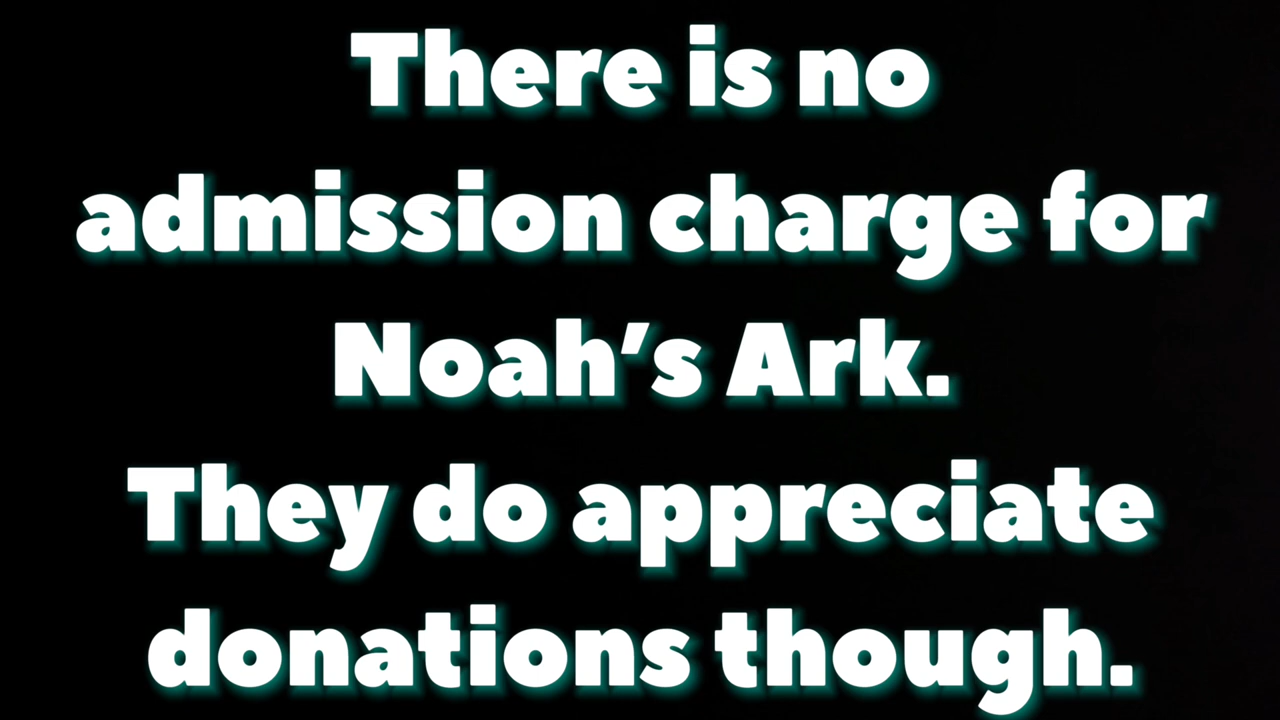 There is no
admission charge for
Noah’s Ark.
They do appreciate
donations though.